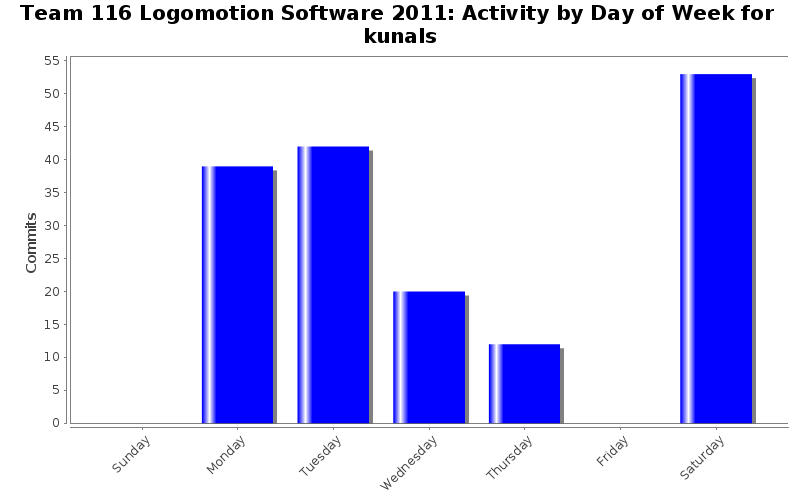 Team 116 Logomotion Software 2011: Activity by Day of Week for
kunals
55
50
45
40
35
30
25
20
15
10
5
0
Commits
Sunday
Monday
Tuesday
Wednesday
Thursday
Friday
Saturday